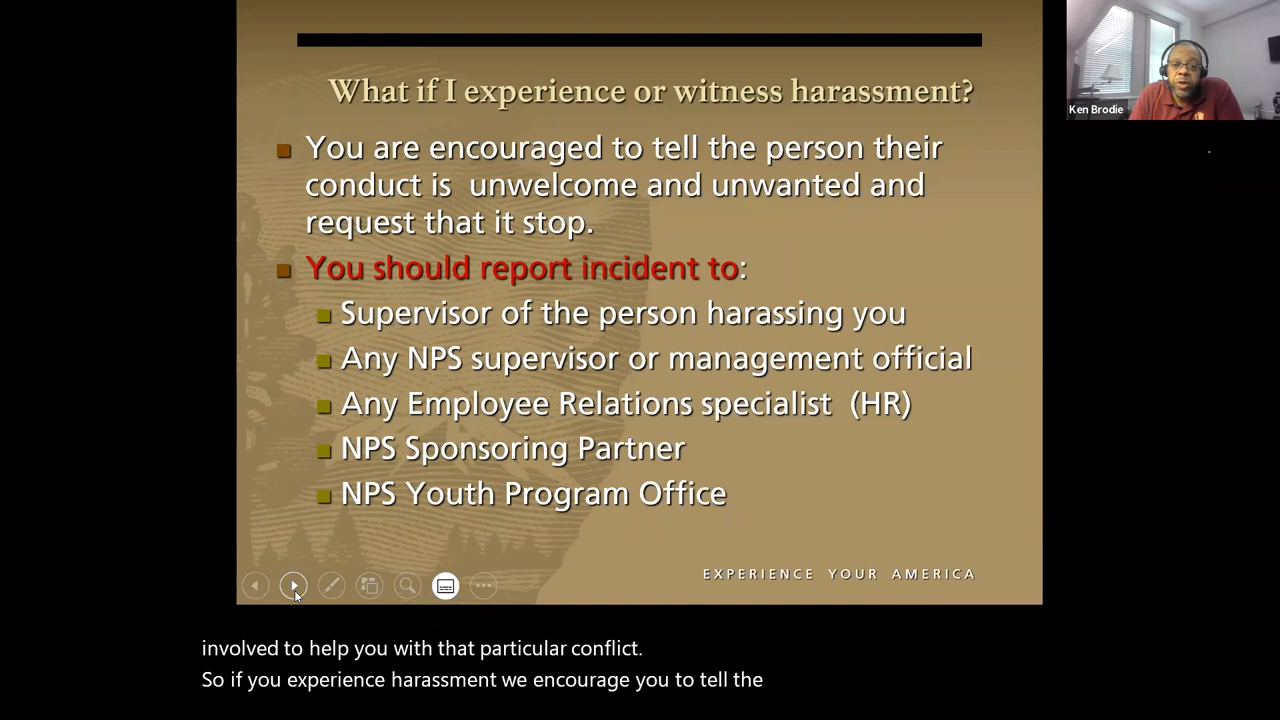 What if I experience or witness harassment?
You are encouraged to tell the person their
conduct is unwelcome and unwanted and
request that it stop.
You should report incident to:
Supervisor of the person harassing you
Any NPS supervisor or management official
Any Employee Relations specialist (HR)
NPS Sponsoring Partner
NPS Youth Program Office
EXPERIENCE YOUR AMERICA
Ken Brodie
involved to help you with that particular conflict.
So if you experience harassment we encourage you to tell the